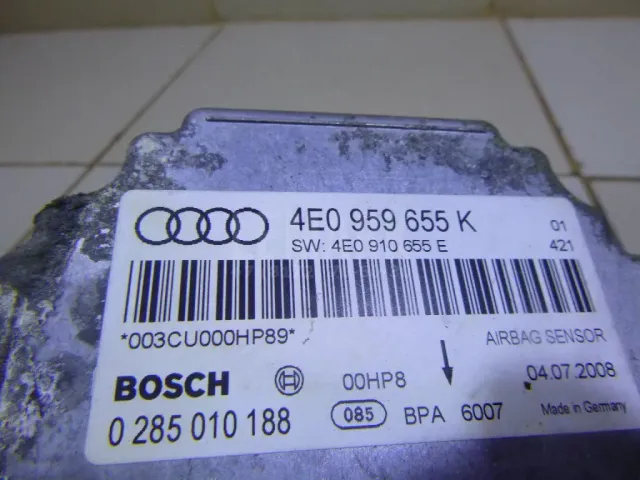 4E0 959 655 K 01
SW: 4E0 910 655 E 421
*003CU000HP89* AIRBAG SENSOR
BOSCH 00HP8 04.07.2008
0 285 010 188 085 BPA 6007 Made in Germany